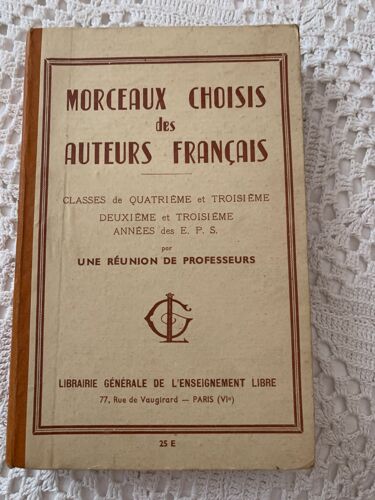 MORCEAUX CHOISIS
des
AUTEURS FRANÇAIS
CLASSES de QUATRIÈME et TROISIÈME
DEUXIÈME et TROISIÈME
ANNÉES des E. P. S.
par
UNE RÉUNION DE PROFESSEURS
LIBRAIRIE GÉNÉRALE DE L'ENSEIGNEMENT LIBRE
77, Rue de Vaugirard — PARIS (VIe)
25 E